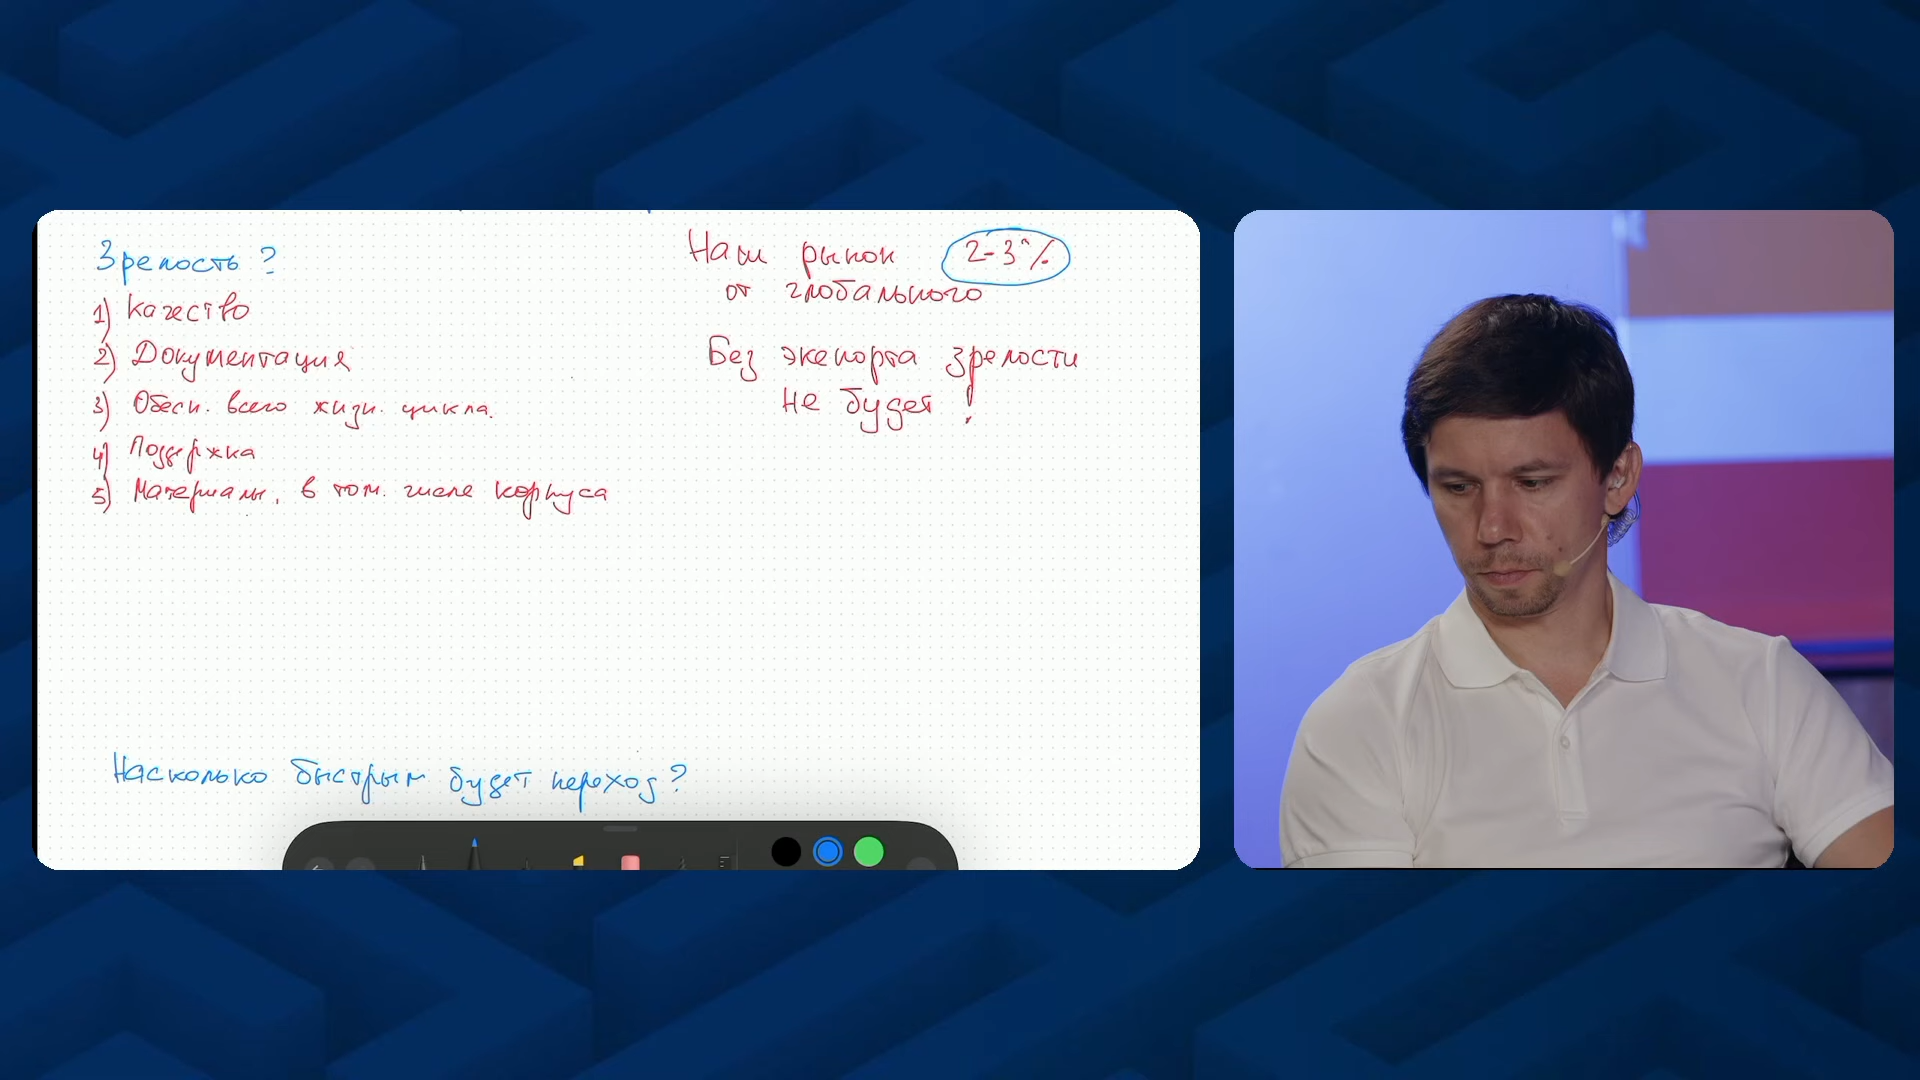 Зрелость ?
1) Качество
2) Документация
3) Обесп. всего жизн. цикла.
4) Поддержка
5) Материалы, в том. числе корпуса
Наш рынок 2-3%
от глобального
Без экспорта зрелости
не будет !
Насколько быстрым будет переход ?